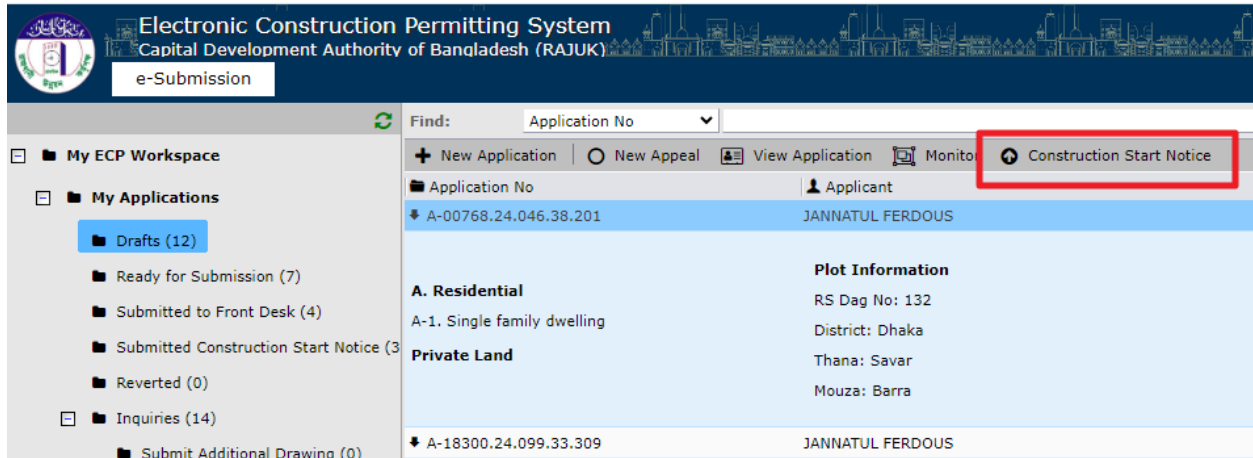 Electronic Construction Permitting System
Capital Development Authority of Bangladesh (RAJUK)
e-Submission
Find: Application No
My ECP Workspace
New Application New Appeal View Application Monitor Construction Start Notice
Application No Applicant
My Applications
A-00768.24.046.38.201 JANNATUL FERDOUS
Drafts (12)
Ready for Submission (7)
Submitted to Front Desk (4)
Submitted Construction Start Notice (3
Reverted (0)
Inquiries (14)
Submit Additional Drawing (0)
A. Residential
A-1. Single family dwelling
Private Land
Plot Information
RS Dag No: 132
District: Dhaka
Thana: Savar
Mouza: Barra
A-18300.24.099.33.309 JANNATUL FERDOUS